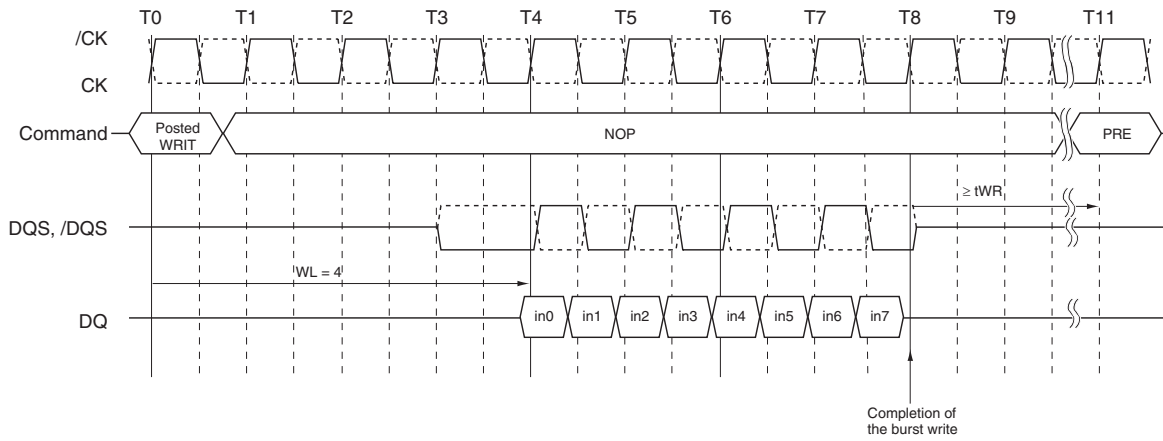 T0 T1 T2 T3 T4 T5 T6 T7 T8 T9 T11
/CK
CK
Command
Posted
WRIT
NOP
PRE
≥ tWR
DQS, /DQS
WL = 4
DQ
in0 in1 in2 in3 in4 in5 in6 in7
Completion of
the burst write